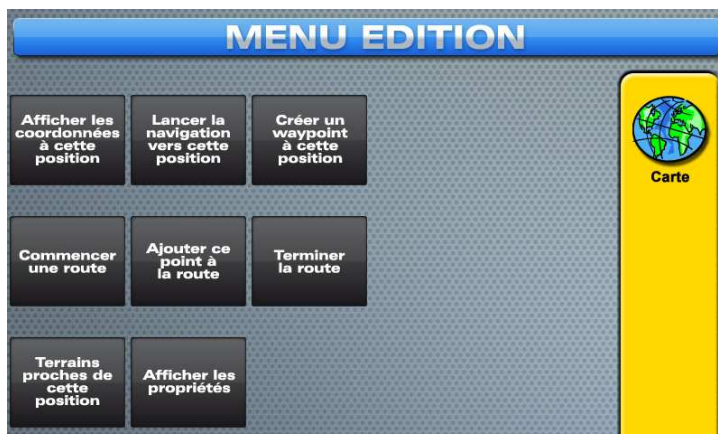 MENU EDITION
Afficher les
coordonnées
à cette
position
Lancer la
navigation
vers cette
position
Créer un
waypoint
à cette
position
Carte
Commencer
une route
Ajouter ce
point à
la route
Terminer
la route
Terrains
proches de
cette
position
Afficher les
propriétés